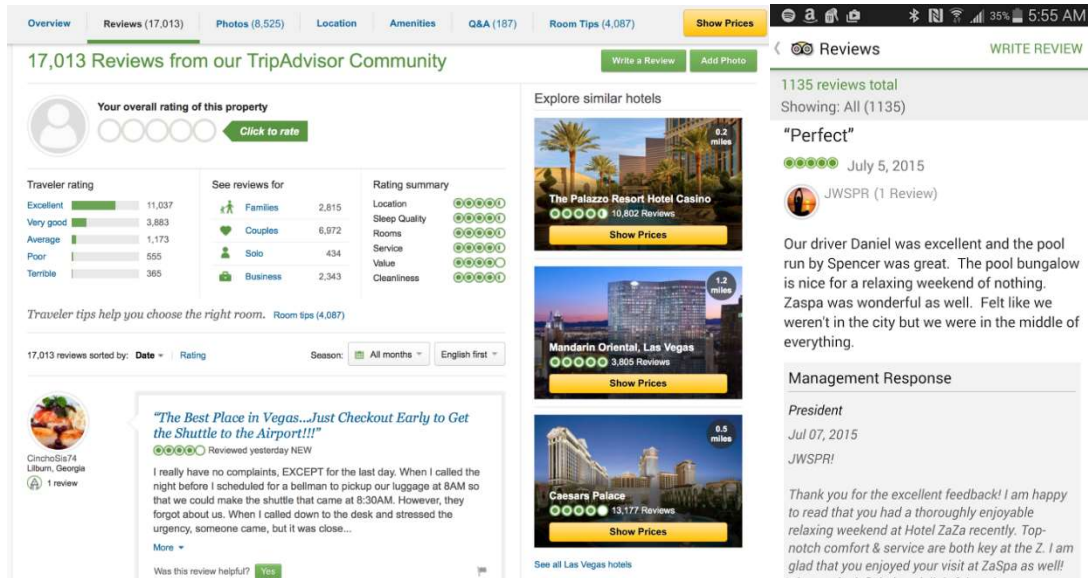 Overview Reviews (17,013) Photos (8,525) Location Amenities Q&A (187) Room Tips (4,087) Show Prices
17,013 Reviews from our TripAdvisor Community
Write a Review Add Photo
Your overall rating of this property
Click to rate
Traveler rating
Excellent 11,037
Very good 3,883
Average 1,173
Poor 555
Terrible 365
See reviews for
Families 2,815
Couples 6,972
Solo 434
Business 2,343
Rating summary
Location
Sleep Quality
Rooms
Service
Value
Cleanliness
Traveler tips help you choose the right room. Room tips (4,087)
17,013 reviews sorted by: Date Rating Season: All months English first
CinchoSis74
Lilburn, Georgia
1 review
"The Best Place in Vegas...Just Checkout Early to Get
the Shuttle to the Airport!!!"
Reviewed yesterday NEW
I really have no complaints, EXCEPT for the last day. When I called the
night before I scheduled for a bellman to pickup our luggage at 8AM so
that we could make the shuttle that came at 8:30AM. However, they
forgot about us. When I called down to the desk and stressed the
urgency, someone came, but it was close...
More
Was this review helpful? Yes
Explore similar hotels
0.2
miles
The Palazzo Resort Hotel Casino
10,802 Reviews
Show Prices
1.2
miles
Mandarin Oriental, Las Vegas
3,805 Reviews
Show Prices
0.5
miles
Caesars Palace
13,177 Reviews
Show Prices
See all Las Vegas hotels
a 35% 5:55 AM
Reviews WRITE REVIEW
1135 reviews total
Showing: All (1135)
"Perfect"
July 5, 2015
JWSPR (1 Review)
Our driver Daniel was excellent and the pool
run by Spencer was great. The pool bungalow
is nice for a relaxing weekend of nothing.
Zaspa was wonderful as well. Felt like we
weren't in the city but we were in the middle of
everything.
Management Response
President
Jul 07, 2015
JWSPR!
Thank you for the excellent feedback! I am happy
to read that you had a thoroughly enjoyable
relaxing weekend at Hotel ZaZa recently. Top-
notch comfort & service are both key at the Z. I am
glad that you enjoyed your visit at ZaSpa as well!